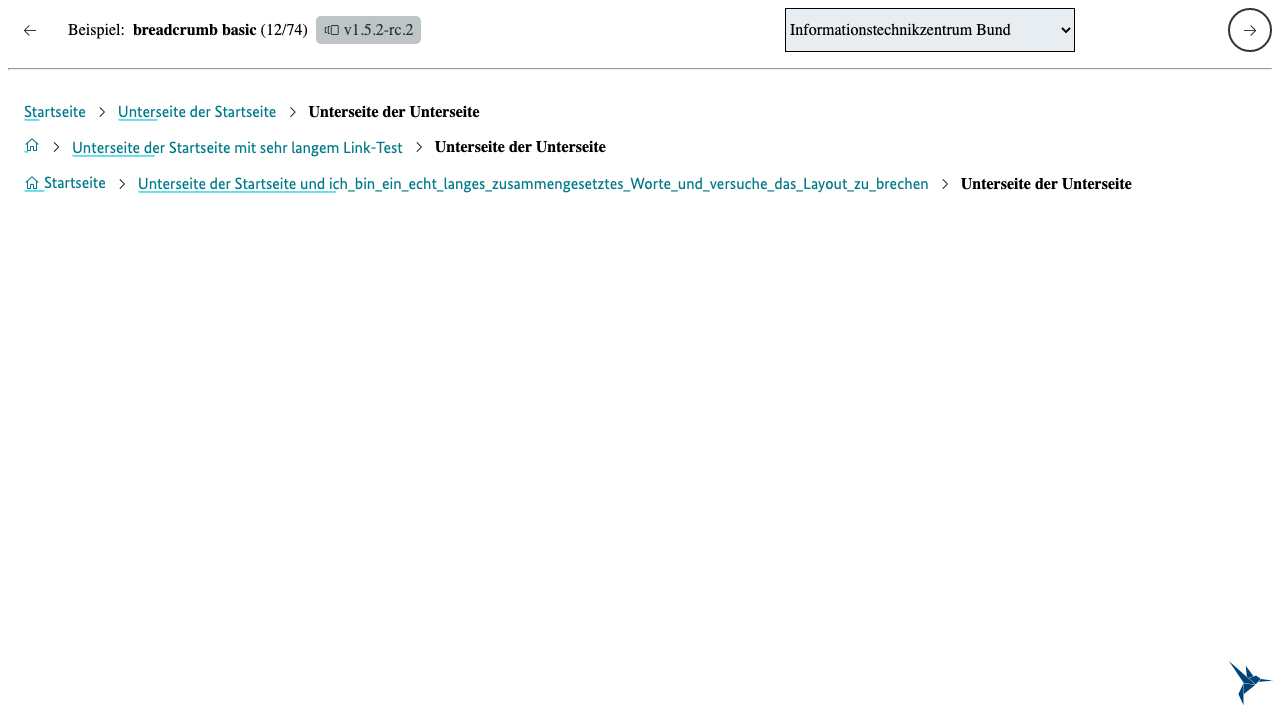 Beispiel: breadcrumb basic (12/74) v1.5.2-rc.2 Informationstechnikzentrum Bund
Startseite Unterseite der Startseite Unterseite der Unterseite
Unterseite der Startseite mit sehr langem Link-Test Unterseite der Unterseite
Startseite Unterseite der Startseite und ich_bin_ein_echt_langes_zusammengesetztes_Worte_und_versuche_das_Layout_zu_brechen Unterseite der Unterseite